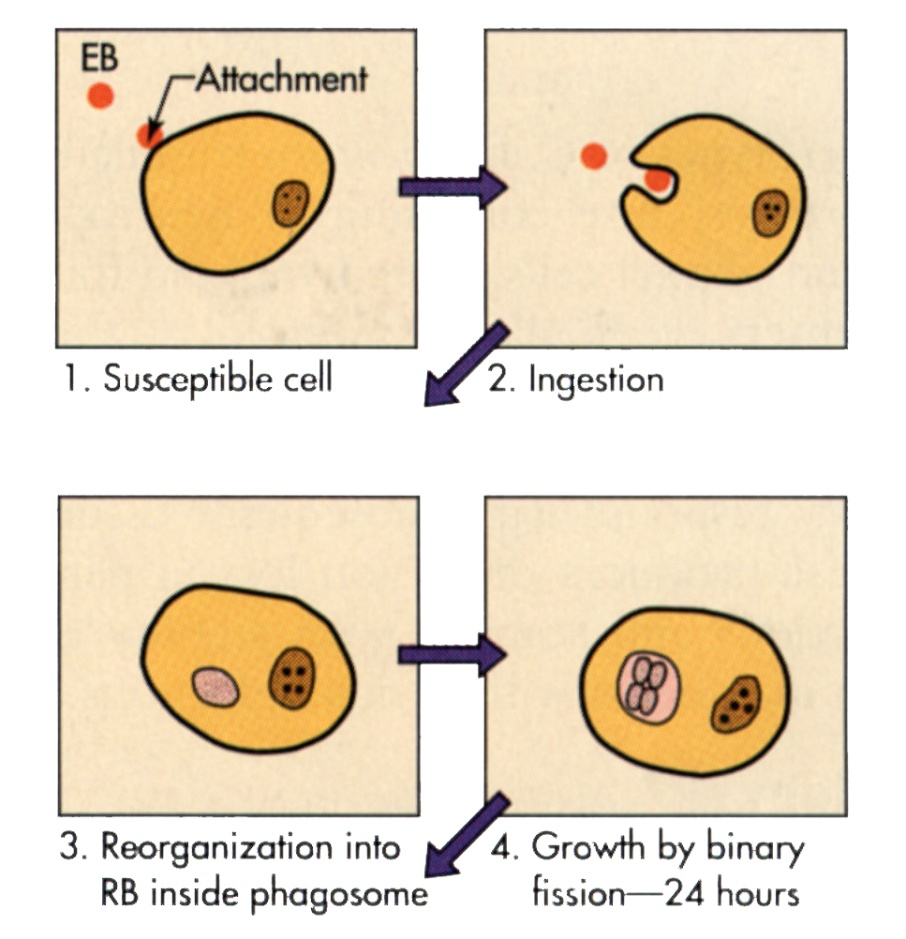 EB
Attachment
1. Susceptible cell
2. Ingestion
3. Reorganization into
RB inside phagosome
4. Growth by binary
fission—24 hours